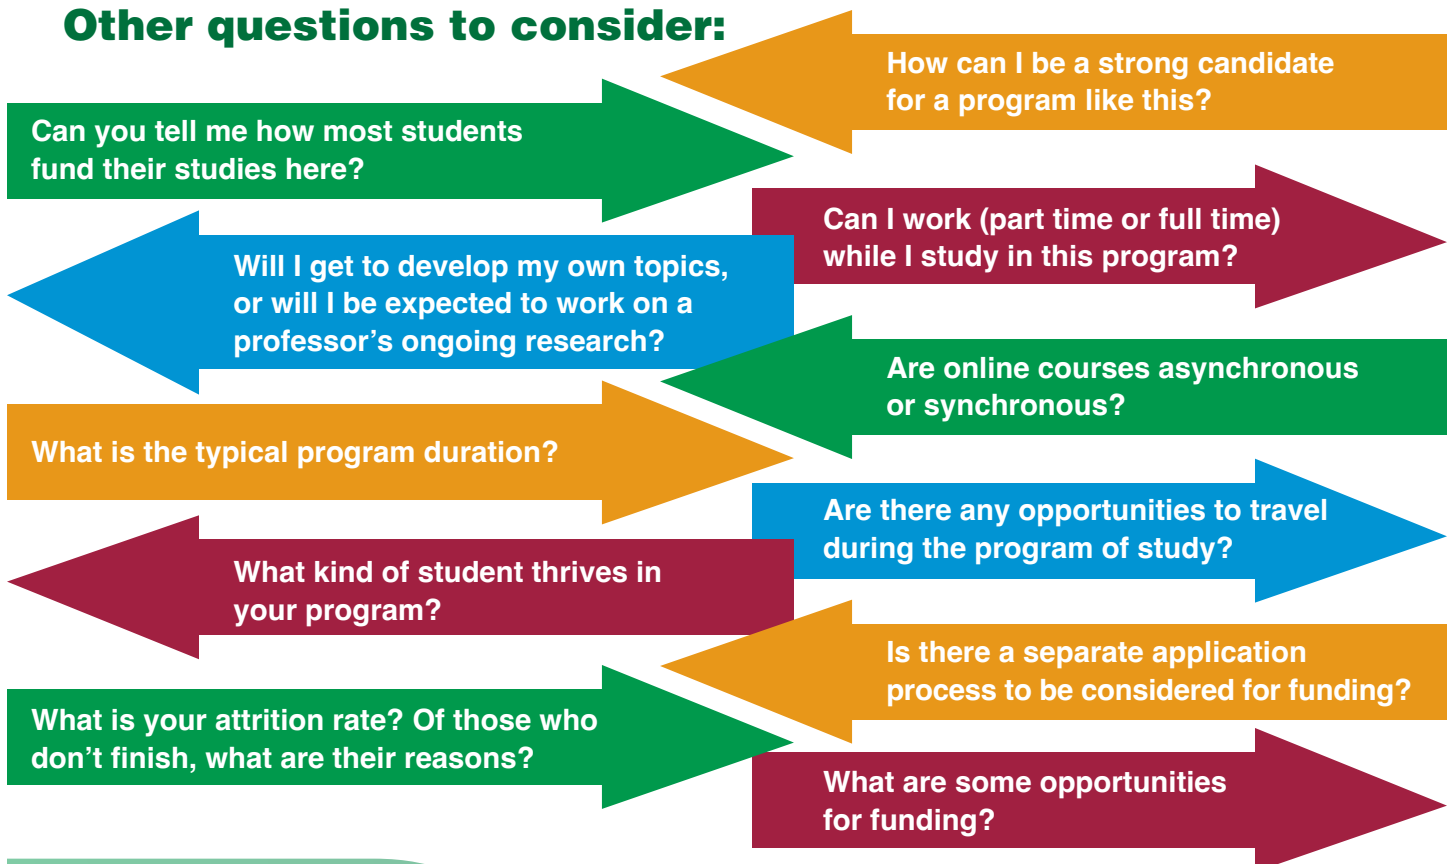 Other questions to consider:
How can I be a strong candidate
for a program like this?
Can you tell me how most students
fund their studies here?
Can I work (part time or full time)
while I study in this program?
Will I get to develop my own topics,
or will I be expected to work on a
professor’s ongoing research?
Are online courses asynchronous
or synchronous?
What is the typical program duration?
Are there any opportunities to travel
during the program of study?
What kind of student thrives in
your program?
Is there a separate application
process to be considered for funding?
What is your attrition rate? Of those who
don’t finish, what are their reasons?
What are some opportunities
for funding?